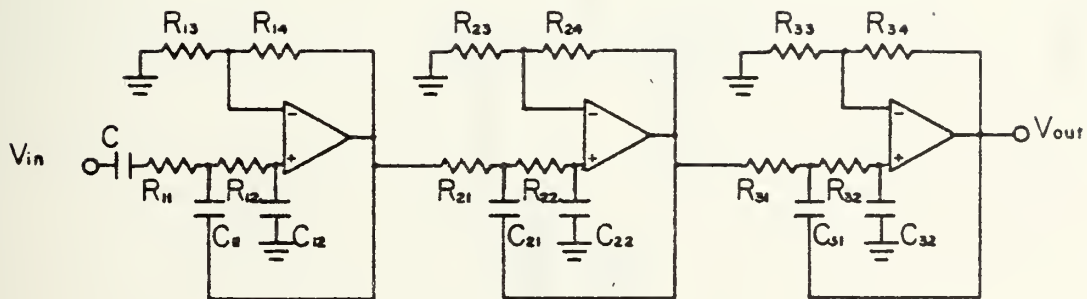 R₁₃ R₁₄ R₂₃ R₂₄ R₃₃ R₃₄
Vin C Vout
R₁₁ R₁₂ R₂₁ R₂₂ R₃₁ R₃₂
C₁₁ C₁₂ C₂₁ C₂₂ C₃₁ C₃₂